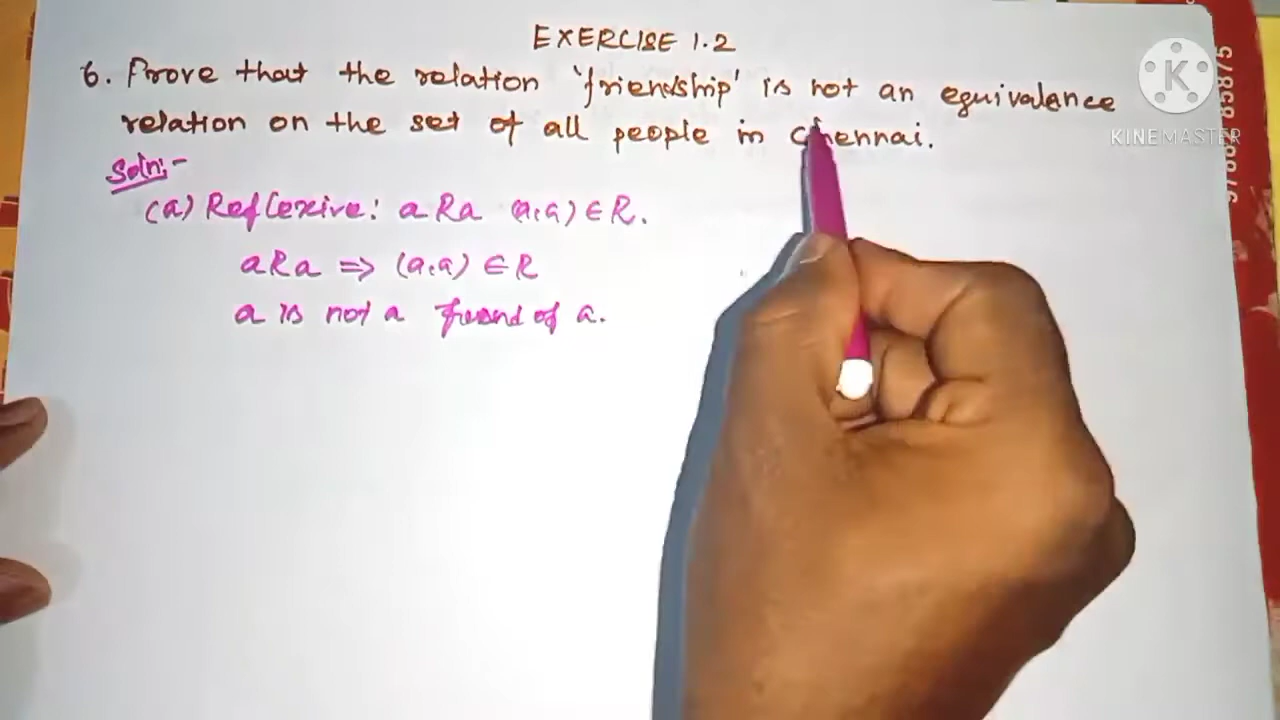 EXERCISE 1.2
6. Prove that the relation 'friendship' is not an equivalence
relation on the set of all people in Chennai.
Soln:-
(a) Reflexive: aRa (a,a) ∈ R.
aRa ⇒ (a,a) ∈ R
a is not a friend of a.
K
KINEMASTER